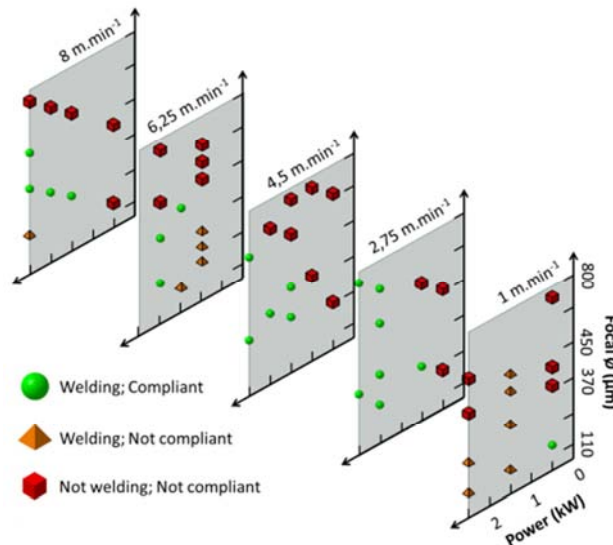 8 m.min⁻¹
6,25 m.min⁻¹
4,5 m.min⁻¹
2,75 m.min⁻¹
1 m.min⁻¹
800
450
370
110
0
Focal Ø (µm)
1
2
Power (kW)
Welding; Compliant
Welding; Not compliant
Not welding; Not compliant